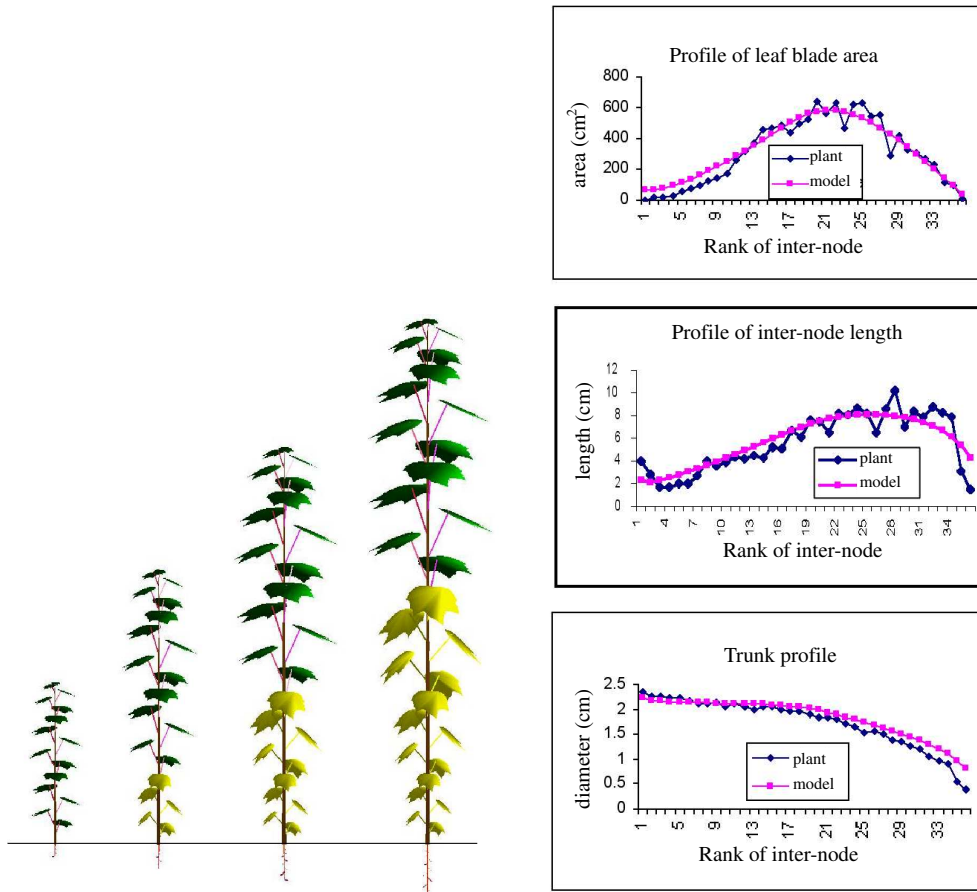 Profile of leaf blade area
800
600
400
200
0
area (cm2)
plant
model
1 5 9 13 17 21 25 29 33
Rank of inter-node
Profile of inter-node length
12
10
8
6
4
2
0
length (cm)
plant
model
1 4 7 10 13 16 19 22 25 28 31 34
Rank of inter-node
Trunk profile
2.5
2
1.5
1
0.5
0
diameter (cm)
plant
model
1 5 9 13 17 21 25 29 33
Rank of inter-node